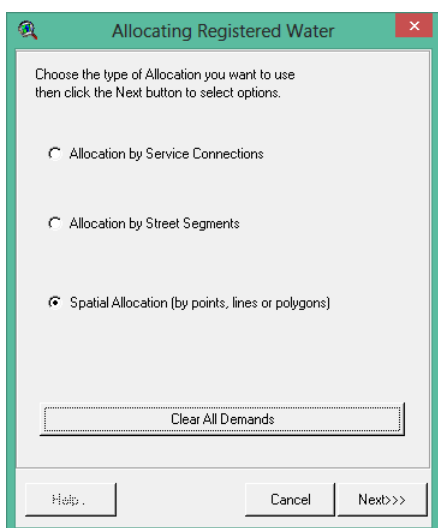 Allocating Registered Water
Choose the type of Allocation you want to use
then click the Next button to select options.
Allocation by Service Connections
Allocation by Street Segments
Spatial Allocation (by points, lines or polygons)
Clear All Demands
Help .
Cancel
Next>>>